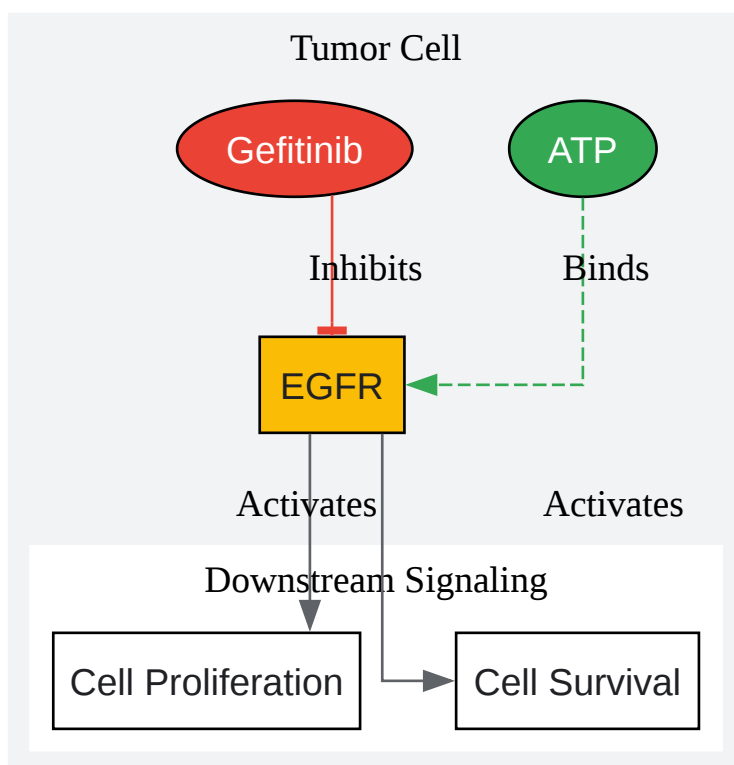 Tumor Cell
Gefitinib
ATP
Inhibits
Binds
EGFR
Activates
Activates
Downstream Signaling
Cell Proliferation
Cell Survival